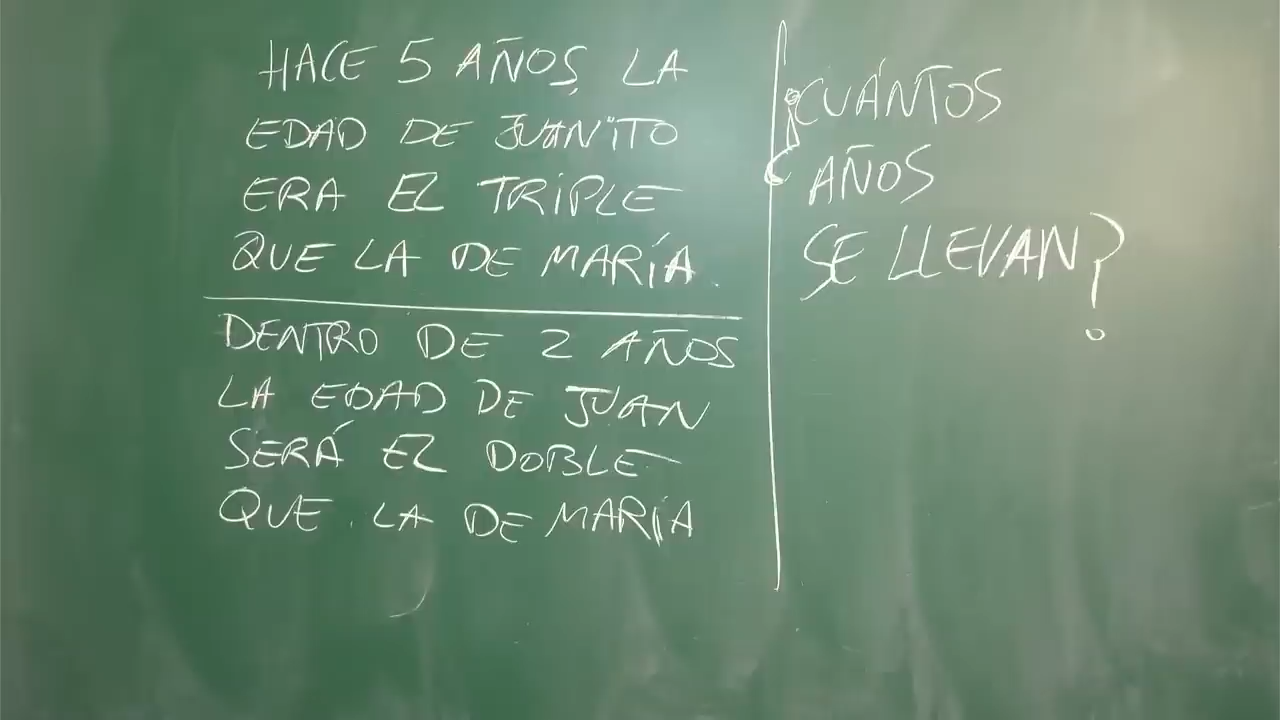 HACE 5 AÑOS, LA
EDAD DE JUANITO
ERA EL TRIPLE
QUE LA DE MARÍA.
DENTRO DE 2 AÑOS
LA EDAD DE JUAN
SERÁ EL DOBLE
QUE LA DE MARÍA
¿CUÁNTOS
AÑOS
SE LLEVAN?